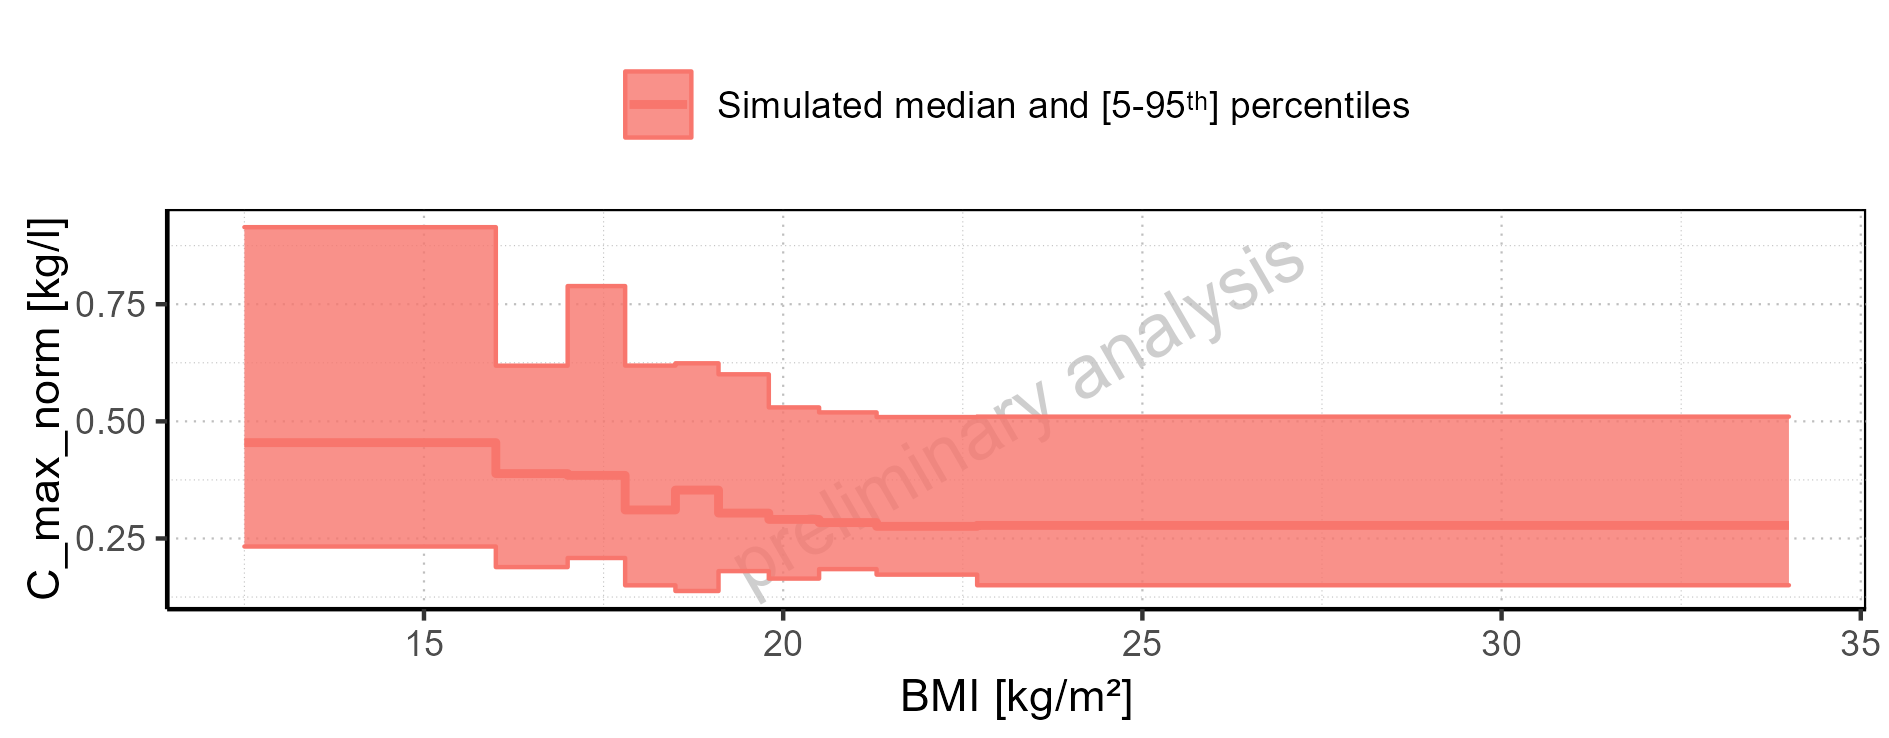 Simulated median and [5-95ᵗʰ] percentiles
C_max_norm [kg/l]
0.75
0.50
0.25
preliminary analysis
15 20 25 30 35
BMI [kg/m²]